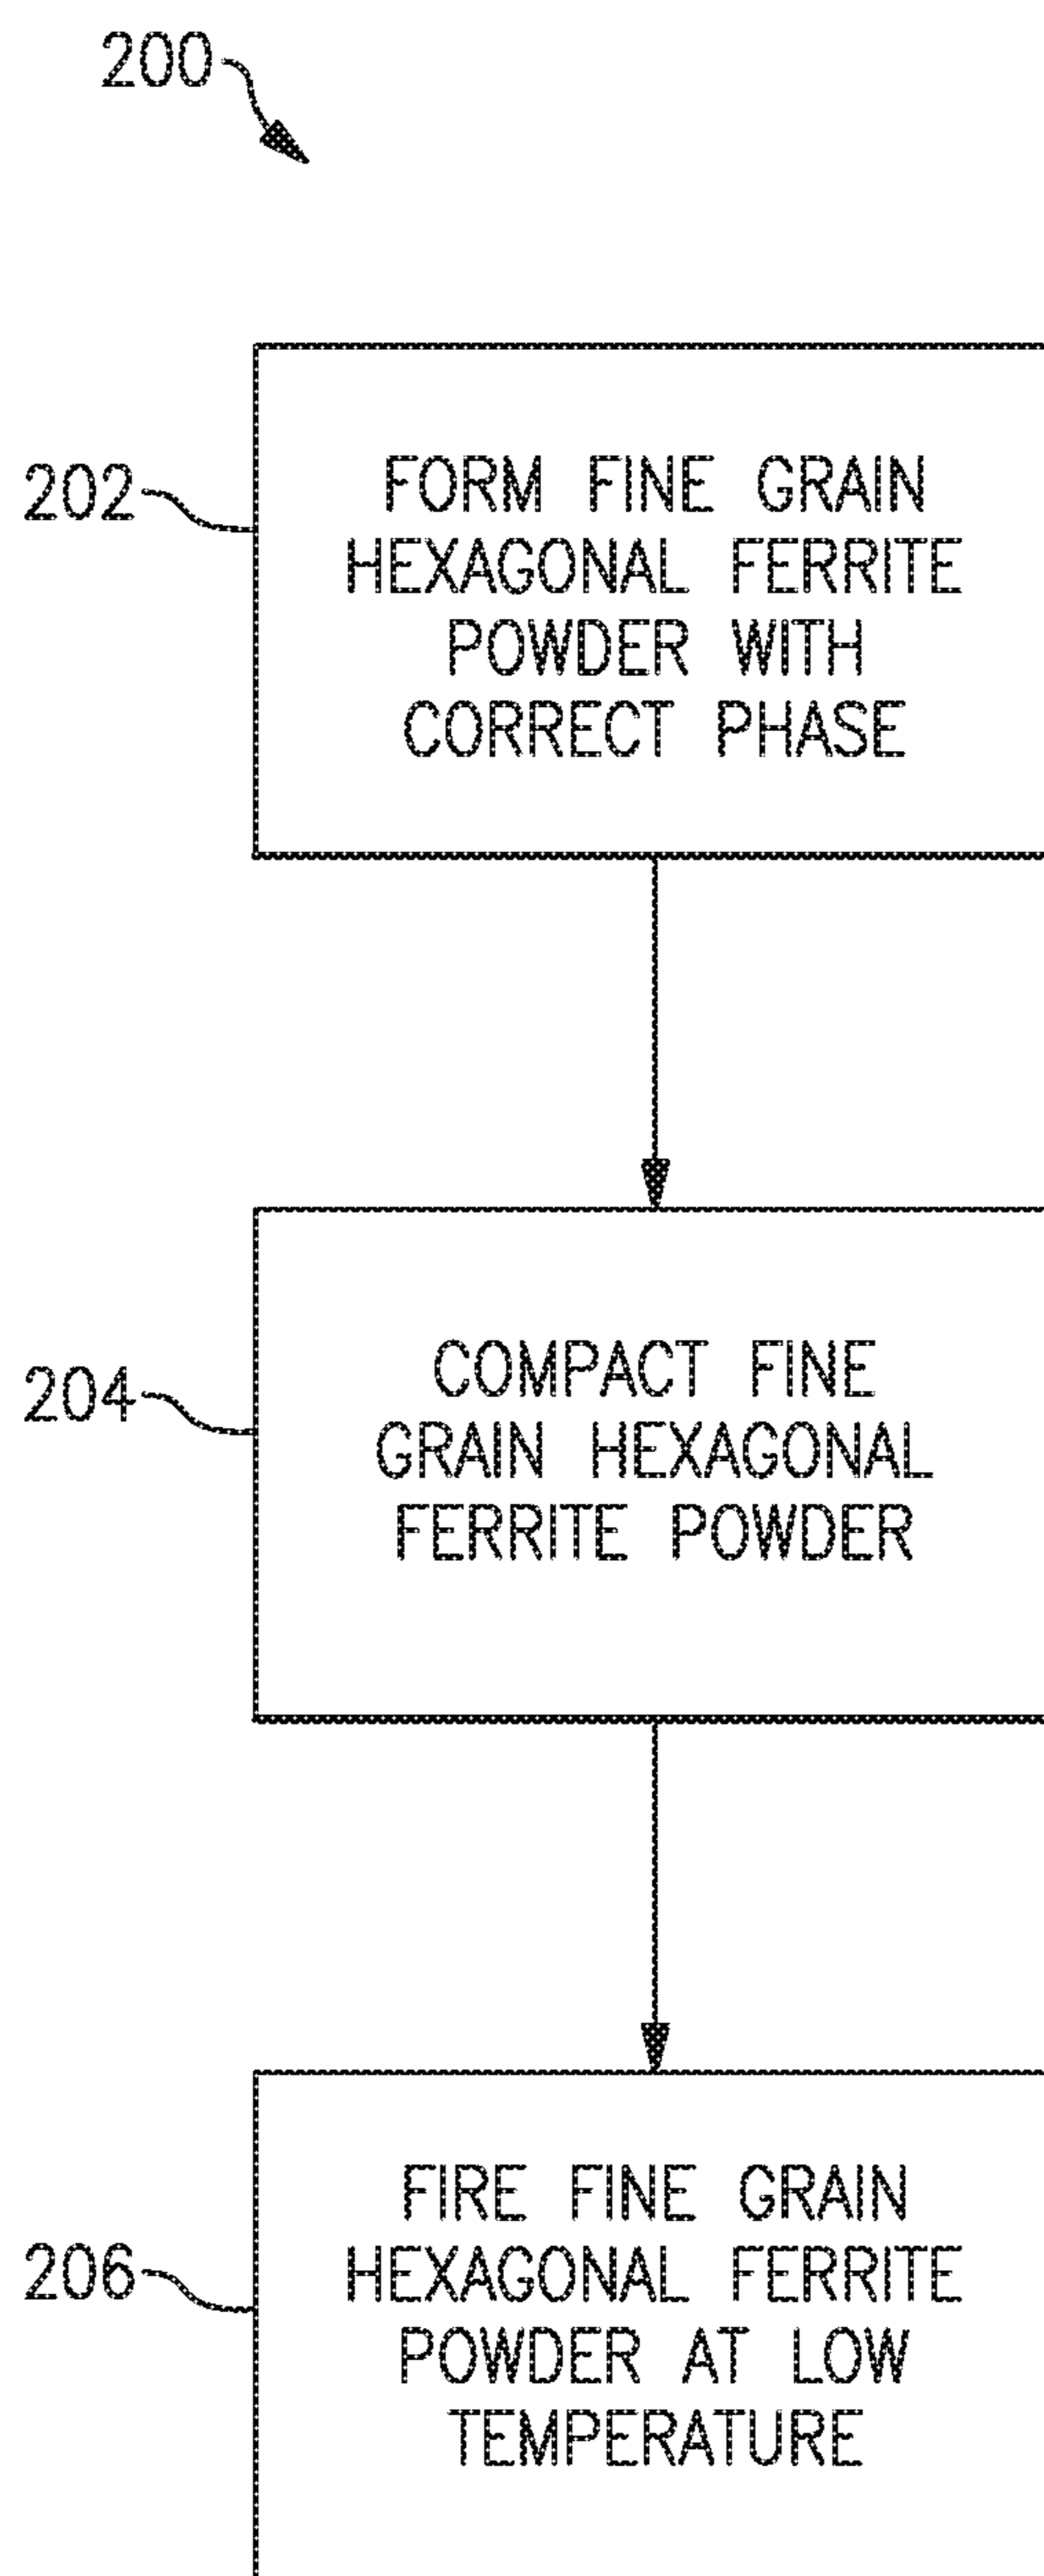 200
202
FORM FINE GRAIN
HEXAGONAL FERRITE
POWDER WITH
CORRECT PHASE
204
COMPACT FINE
GRAIN HEXAGONAL
FERRITE POWDER
206
FIRE FINE GRAIN
HEXAGONAL FERRITE
POWDER AT LOW
TEMPERATURE